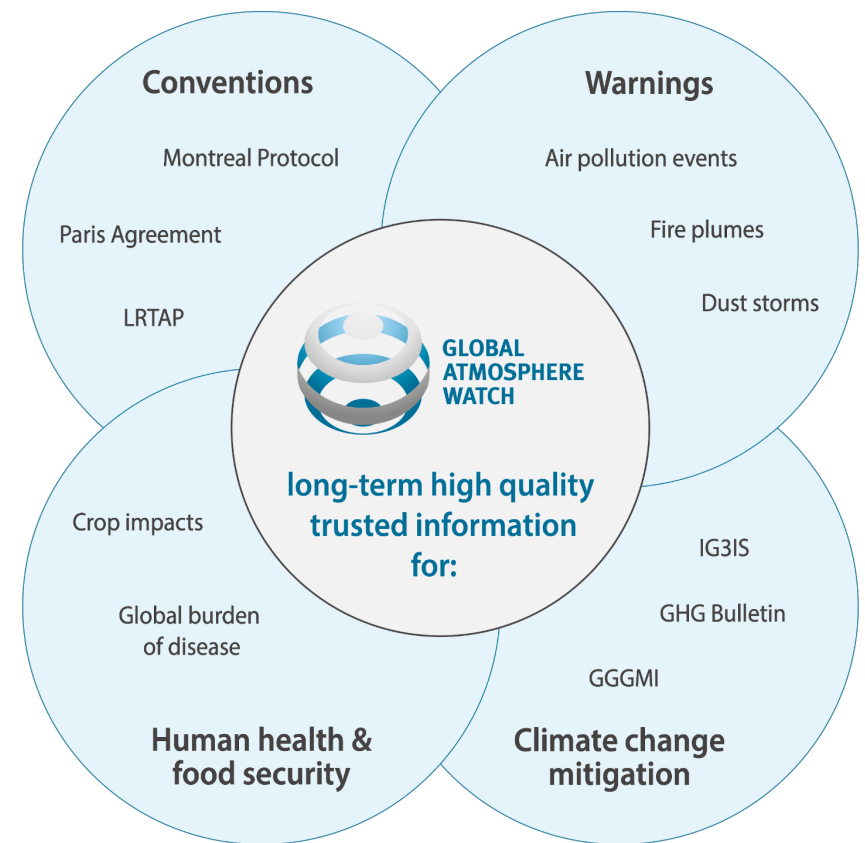 Conventions
Montreal Protocol
Paris Agreement
LRTAP
Warnings
Air pollution events
Fire plumes
Dust storms
GLOBAL
ATMOSPHERE
WATCH
long-term high quality
trusted information
for:
Crop impacts
Global burden
of disease
Human health &
food security
IG3IS
GHG Bulletin
GGGMI
Climate change
mitigation